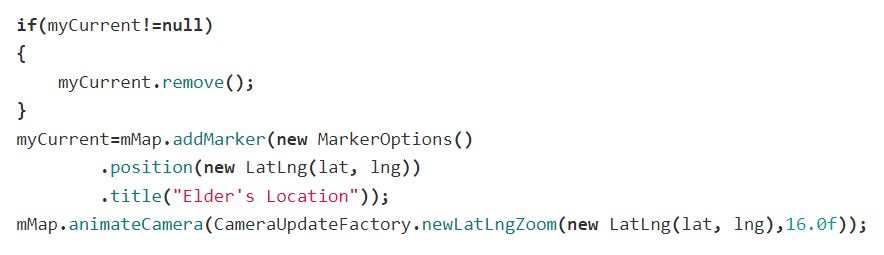 if(myCurrent!=null)
{
    myCurrent.remove();
}
myCurrent=mMap.addMarker(new MarkerOptions()
        .position(new LatLng(lat, lng))
        .title("Elder's Location"));
mMap.animateCamera(CameraUpdateFactory.newLatLngZoom(new LatLng(lat, lng),16.0f));